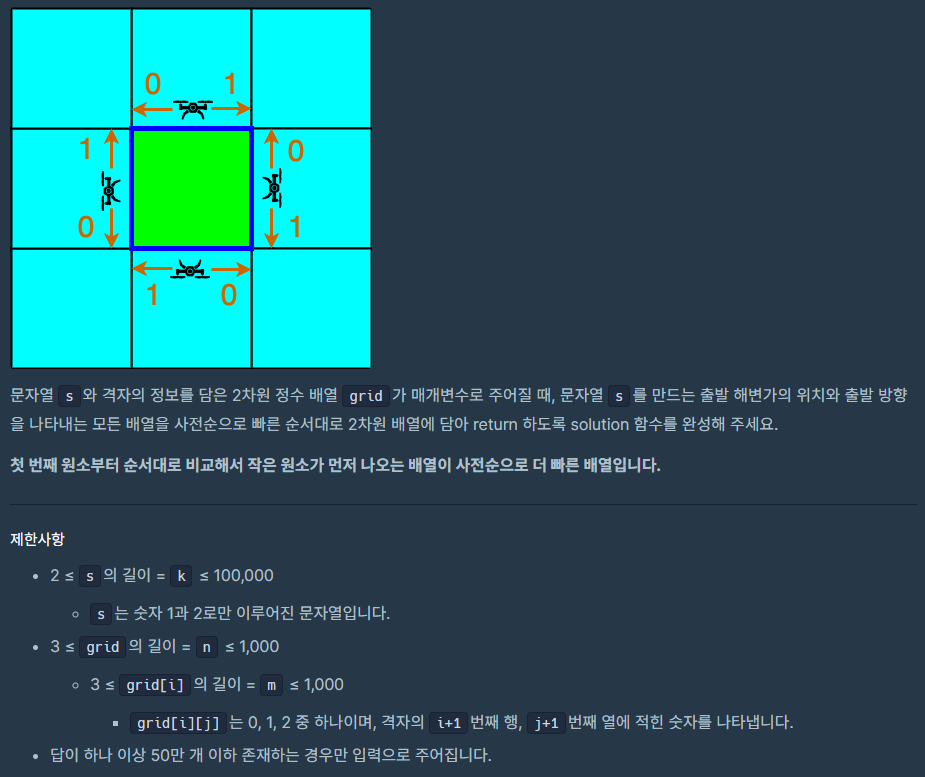 0 1
1 0
0 1
1 0
문자열 s 와 격자의 정보를 담은 2차원 정수 배열 grid 가 매개변수로 주어질 때, 문자열 s 를 만드는 출발 해변가의 위치와 출발 방향
을 나타내는 모든 배열을 사전순으로 빠른 순서대로 2차원 배열에 담아 return 하도록 solution 함수를 완성해 주세요.
첫 번째 원소부터 순서대로 비교해서 작은 원소가 먼저 나오는 배열이 사전순으로 더 빠른 배열입니다.
제한사항
• 2 ≤ s 의 길이 = k ≤ 100,000
◦ s 는 숫자 1과 2로만 이루어진 문자열입니다.
• 3 ≤ grid 의 길이 = n ≤ 1,000
◦ 3 ≤ grid[i] 의 길이 = m ≤ 1,000
▪ grid[i][j] 는 0, 1, 2 중 하나이며, 격자의 i+1 번째 행, j+1 번째 열에 적힌 숫자를 나타냅니다.
• 답이 하나 이상 50만 개 이하 존재하는 경우만 입력으로 주어집니다.